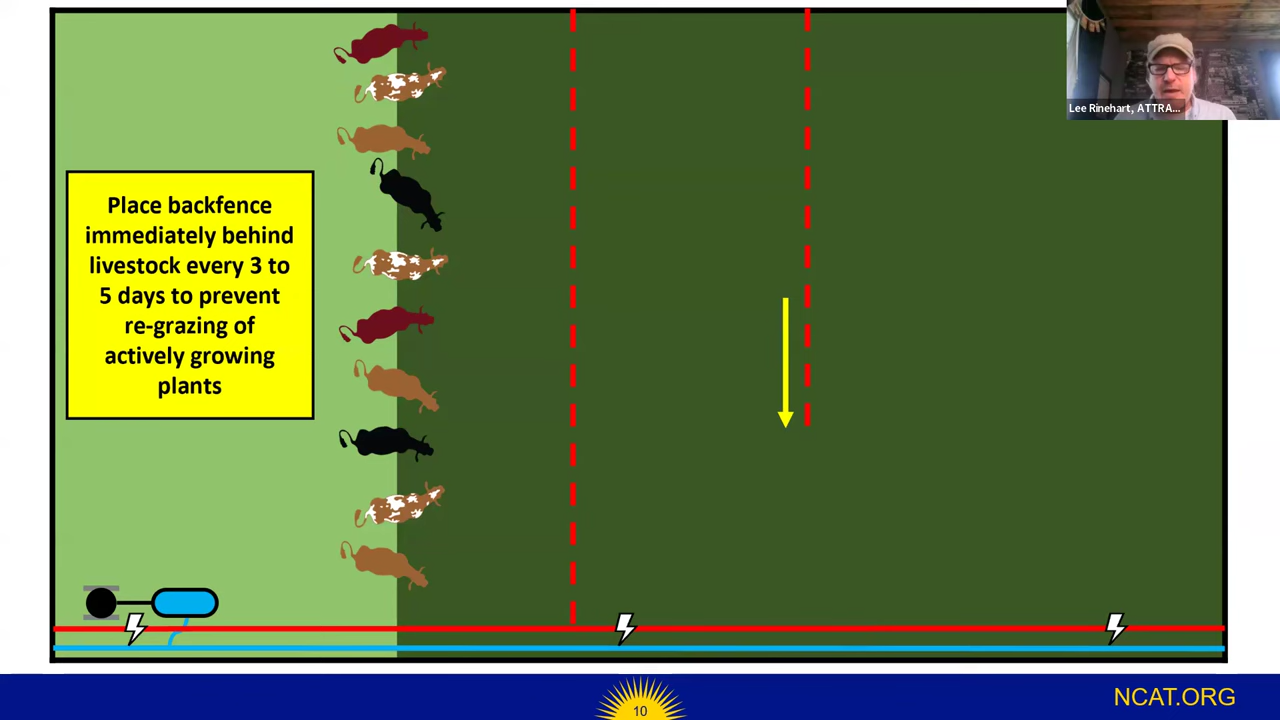 Lee Rinehart, ATTRA...
Place backfence
immediately behind
livestock every 3 to
5 days to prevent
re-grazing of
actively growing
plants
10
NCAT.ORG